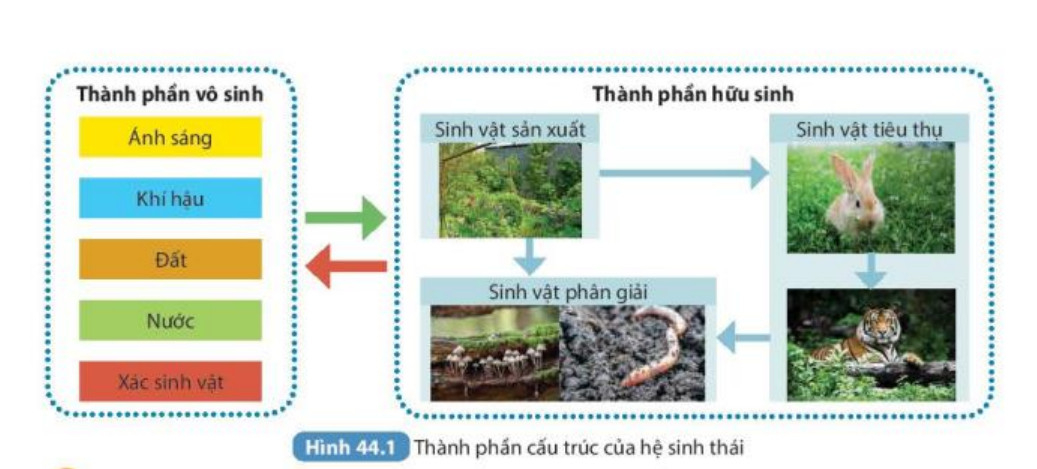 Thành phần vô sinh
Ánh sáng
Khí hậu
Đất
Nước
Xác sinh vật
Thành phần hữu sinh
Sinh vật sản xuất
Sinh vật tiêu thụ
Sinh vật phân giải
Hình 44.1 Thành phần cấu trúc của hệ sinh thái